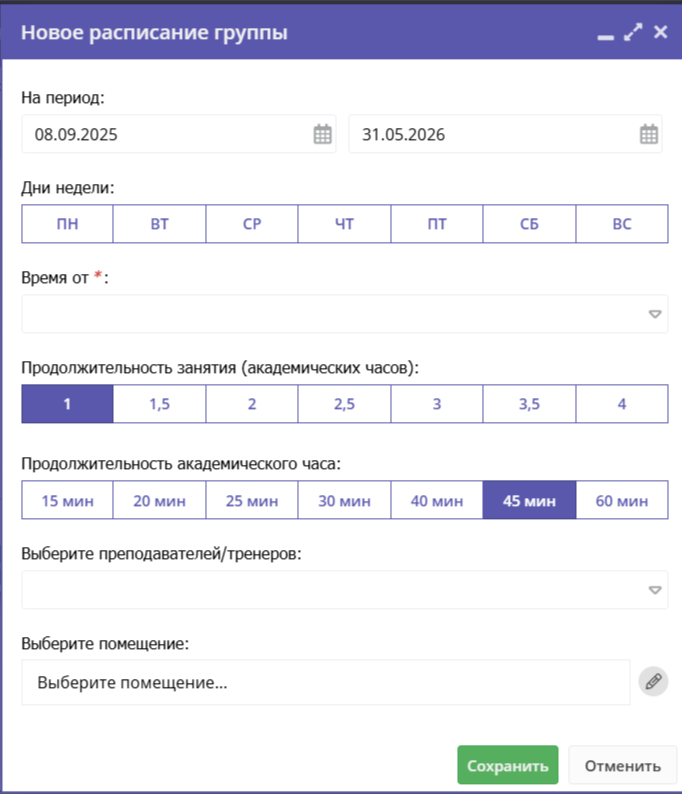 Новое расписание группы
На период:
08.09.2025 31.05.2026
Дни недели:
ПН ВТ СР ЧТ ПТ СБ ВС
Время от *:
Продолжительность занятия (академических часов):
1 1,5 2 2,5 3 3,5 4
Продолжительность академического часа:
15 мин 20 мин 25 мин 30 мин 40 мин 45 мин 60 мин
Выберите преподавателей/тренеров:
Выберите помещение:
Выберите помещение...
Сохранить Отменить